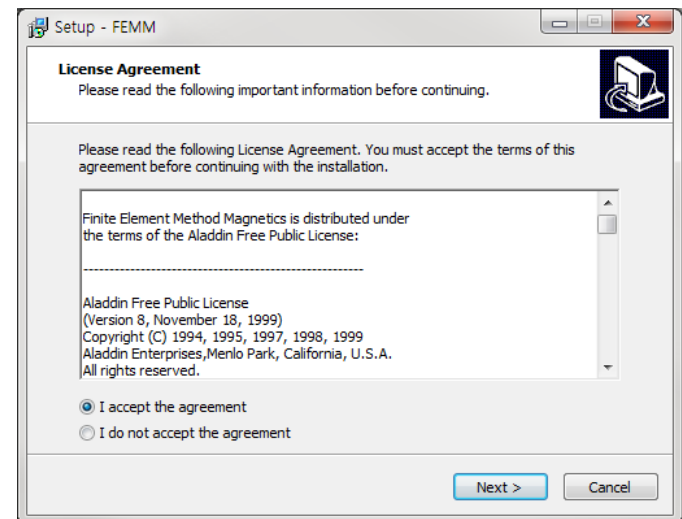 Setup - FEMM
License Agreement
Please read the following important information before continuing.
Please read the following License Agreement. You must accept the terms of this
agreement before continuing with the installation.
Finite Element Method Magnetics is distributed under
the terms of the Aladdin Free Public License:
------------------------------------------------------
Aladdin Free Public License
(Version 8, November 18, 1999)
Copyright (C) 1994, 1995, 1997, 1998, 1999
Aladdin Enterprises,Menlo Park, California, U.S.A.
All rights reserved.
I accept the agreement
I do not accept the agreement
Next >
Cancel